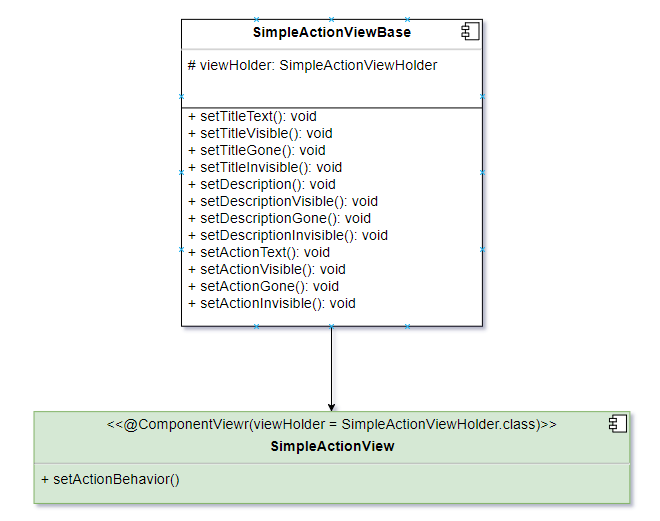 SimpleActionViewBase
# viewHolder: SimpleActionViewHolder
+ setTitleText(): void
+ setTitleVisible(): void
+ setTitleGone(): void
+ setTitleInvisible(): void
+ setDescription(): void
+ setDescriptionVisible(): void
+ setDescriptionGone(): void
+ setDescriptionInvisible(): void
+ setActionText(): void
+ setActionVisible(): void
+ setActionGone(): void
+ setActionInvisible(): void
<<@ComponentViewr(viewHolder = SimpleActionViewHolder.class)>>
SimpleActionView
+ setActionBehavior()